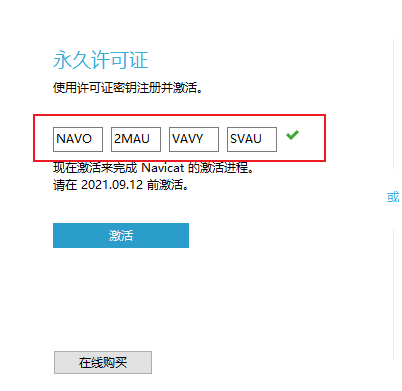 永久许可证
使用许可证密钥注册并激活。
NAVO 2MAU VAVY SVAU
现在激活来完成 Navicat 的激活进程。
请在 2021.09.12 前激活。
或
激活
在线购买